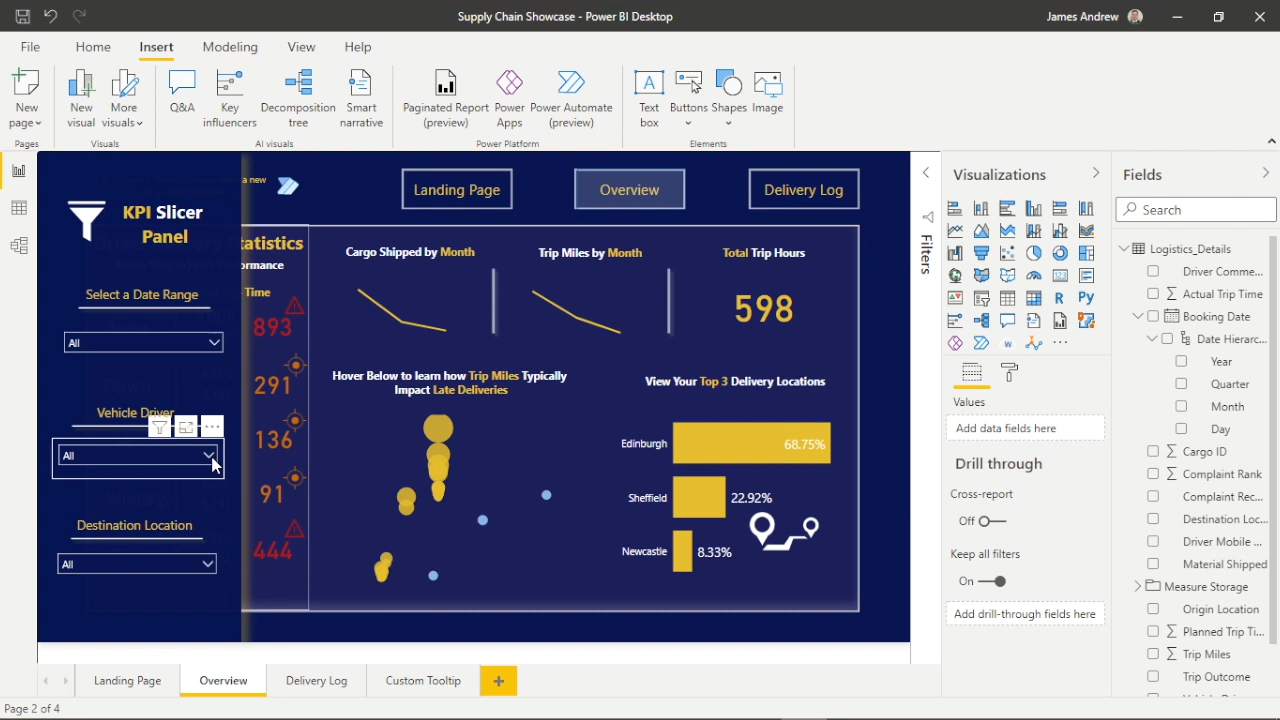 Supply Chain Showcase - Power BI Desktop
James Andrew
File
Home
Insert
Modeling
View
Help
New page
New visual
More visuals
Q&A
Key influencers
Decomposition tree
Smart narrative
Paginated Report (preview)
Power Apps
Power Automate (preview)
Text box
Buttons
Shapes
Image
Pages
Visuals
AI visuals
Power Platform
Elements
a new
Landing Page
Overview
Delivery Log
KPI Slicer
Panel
Select a Date Range
All
Vehicle Driver
All
Destination Location
All
tatistics
ormance
Time
893
291
136
91
444
Cargo Shipped by Month
Trip Miles by Month
Total Trip Hours
598
Hover Below to learn how Trip Miles Typically
Impact Late Deliveries
View Your Top 3 Delivery Locations
Edinburgh
68.75%
Sheffield
22.92%
Newcastle
8.33%
Filters
Visualizations
R
Py
Values
Add data fields here
Drill through
Cross-report
Off
Keep all filters
On
Add drill-through fields here
Fields
Search
Logistics_Details
Driver Comme...
Actual Trip Time
Booking Date
Date Hierarc...
Year
Quarter
Month
Day
Cargo ID
Complaint Rank
Complaint Rec...
Destination Loc...
Driver Mobile ...
Material Shipped
Measure Storage
Origin Location
Planned Trip Ti...
Trip Miles
Trip Outcome
Landing Page
Overview
Delivery Log
Custom Tooltip
Page 2 of 4